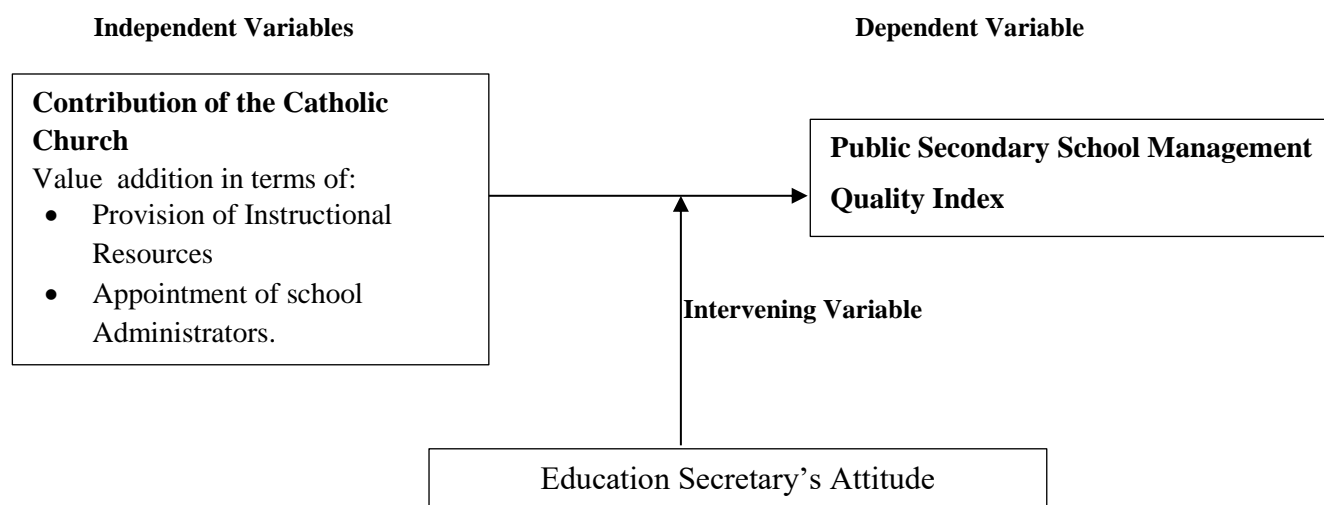 Independent Variables
Dependent Variable
Contribution of the Catholic
Church
Value addition in terms of:
• Provision of Instructional
Resources
• Appointment of school
Administrators.
Public Secondary School Management
Quality Index
Intervening Variable
Education Secretary’s Attitude